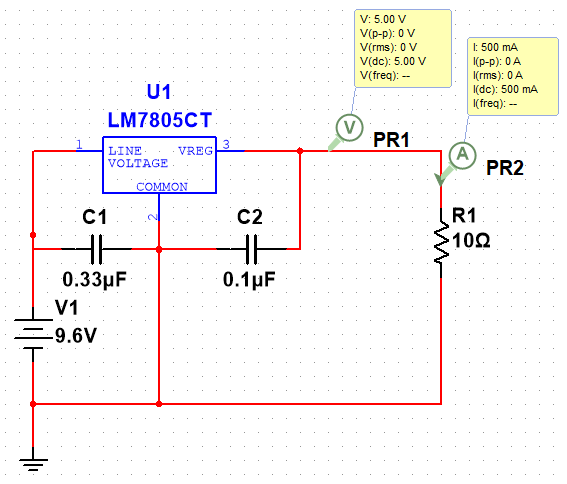 V: 5.00 V
V(p-p): 0 V
V(rms): 0 V
V(dc): 5.00 V
V(freq): --
I: 500 mA
I(p-p): 0 A
I(rms): 0 A
I(dc): 500 mA
I(freq): --
U1
LM7805CT
V
PR1
A
PR2
1
LINE VREG
VOLTAGE
3
COMMON
2
C1
0.33µF
C2
0.1µF
R1
10Ω
V1
9.6V